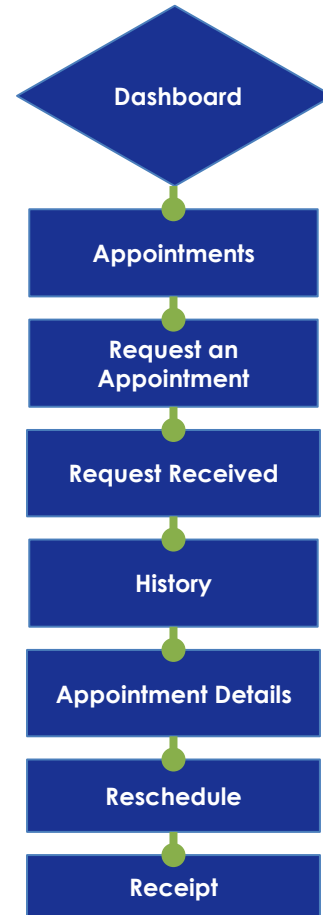 Dashboard
Appointments
Request an
Appointment
Request Received
History
Appointment Details
Reschedule
Receipt